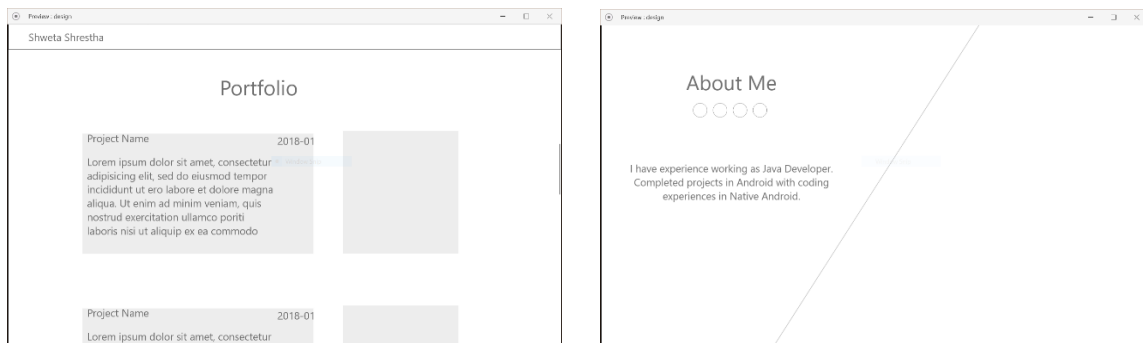 Preview : design
Shweta Shrestha
Portfolio
Project Name
2018-01
Lorem ipsum dolor sit amet, consectetur
adipisicing elit, sed do eiusmod tempor
incididunt ut ero labore et dolore magna
aliqua. Ut enim ad minim veniam, quis
nostrud exercitation ullamco poriti
laboris nisi ut aliquip ex ea commodo
Project Name
2018-01
Lorem ipsum dolor sit amet, consectetur
Preview : design
About Me
I have experience working as Java Developer.
Completed projects in Android with coding
experiences in Native Android.